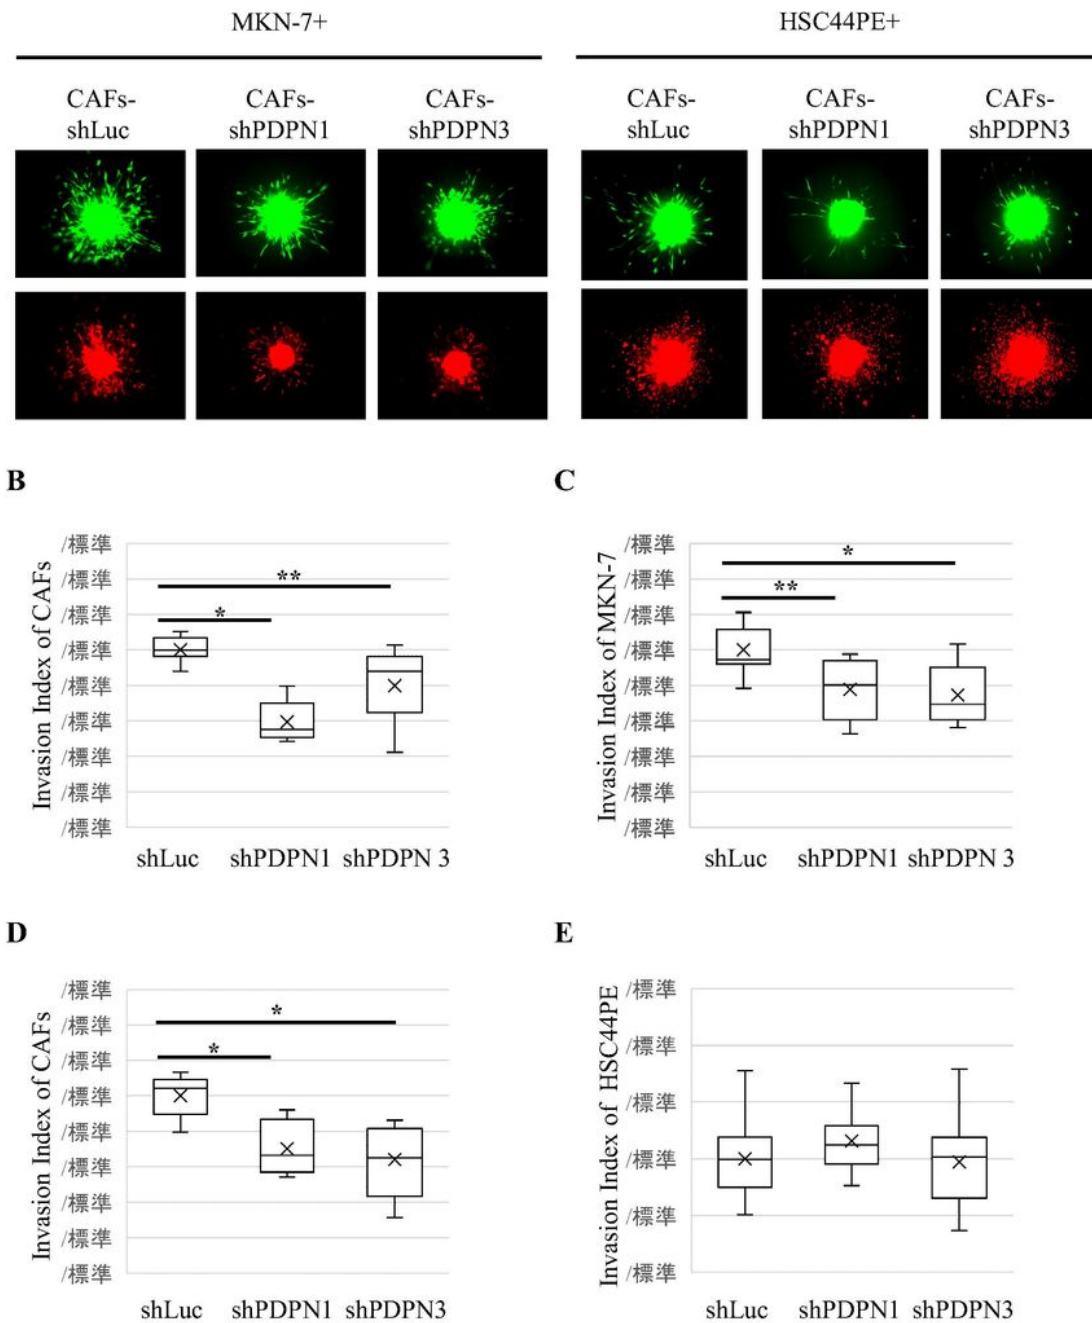 MKN-7+
HSC44PE+
CAFs-
shLuc
CAFs-
shPDPN1
CAFs-
shPDPN3
CAFs-
shLuc
CAFs-
shPDPN1
CAFs-
shPDPN3
B
Invasion Index of CAFs
/標準
/標準
/標準
/標準
/標準
/標準
/標準
/標準
/標準
**
*
shLuc shPDPN1 shPDPN 3
C
Invasion Index of MKN-7
/標準
/標準
/標準
/標準
/標準
/標準
/標準
/標準
/標準
*
**
shLuc shPDPN1 shPDPN 3
D
Invasion Index of CAFs
/標準
/標準
/標準
/標準
/標準
/標準
/標準
/標準
/標準
*
*
shLuc shPDPN1 shPDPN3
E
Invasion Index of HSC44PE
/標準
/標準
/標準
/標準
/標準
/標準
shLuc shPDPN1 shPDPN3